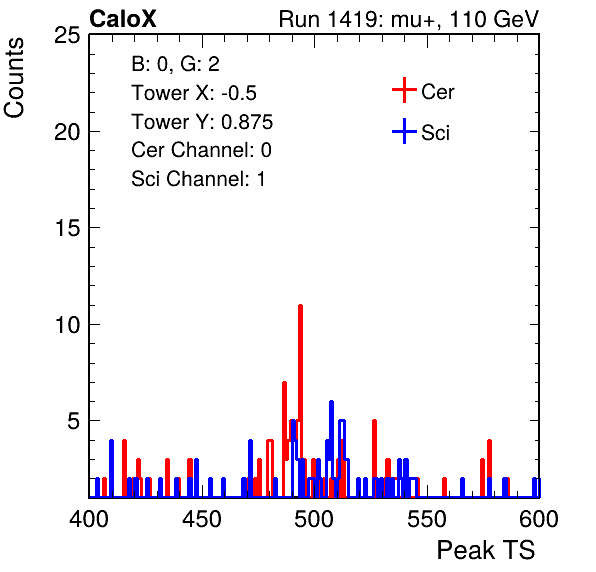 CaloX Run 1419: mu+, 110 GeV
Counts
25
20
15
10
5
B: 0, G: 2
Tower X: -0.5
Tower Y: 0.875
Cer Channel: 0
Sci Channel: 1
Cer
Sci
400 450 500 550 600
Peak TS